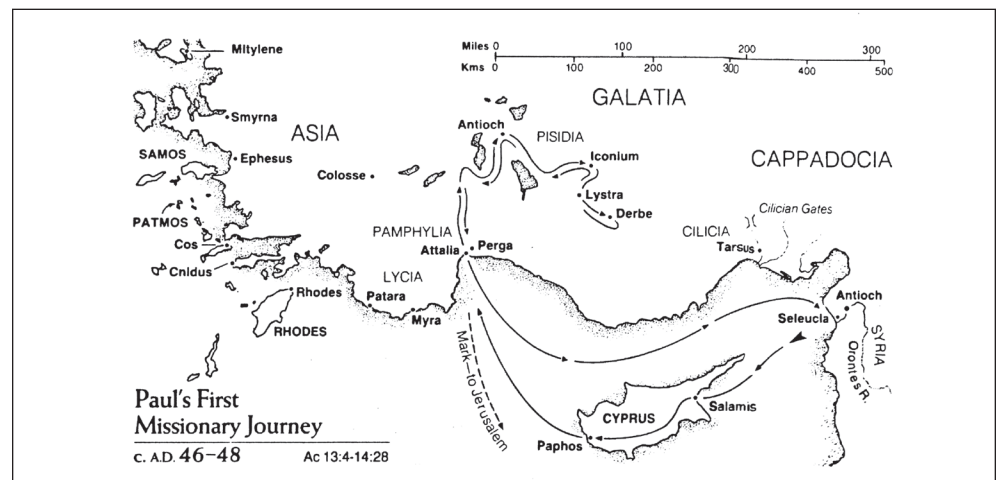 Mitylene
Miles 0 100 200 300
Kms 0 100 200 300 400 500
GALATIA
Smyrna
ASIA
Antioch
PISIDIA
SAMOS
Ephesus
Iconium
CAPPADOCIA
Colosse
Lystra
PATMOS
Derbe
Cilician Gates
PAMPHYLIA
CILICIA
Cos
Attalia
Perga
Tarsus
Cnidus
LYCIA
Rhodes
Patara
Antioch
Myra
Seleucia
RHODES
SYRIA
Orontes R.
Mark–to Jerusalem
Paul's First
Missionary Journey
CYPRUS
Salamis
Paphos
c. A.D. 46–48 Ac 13:4-14:28